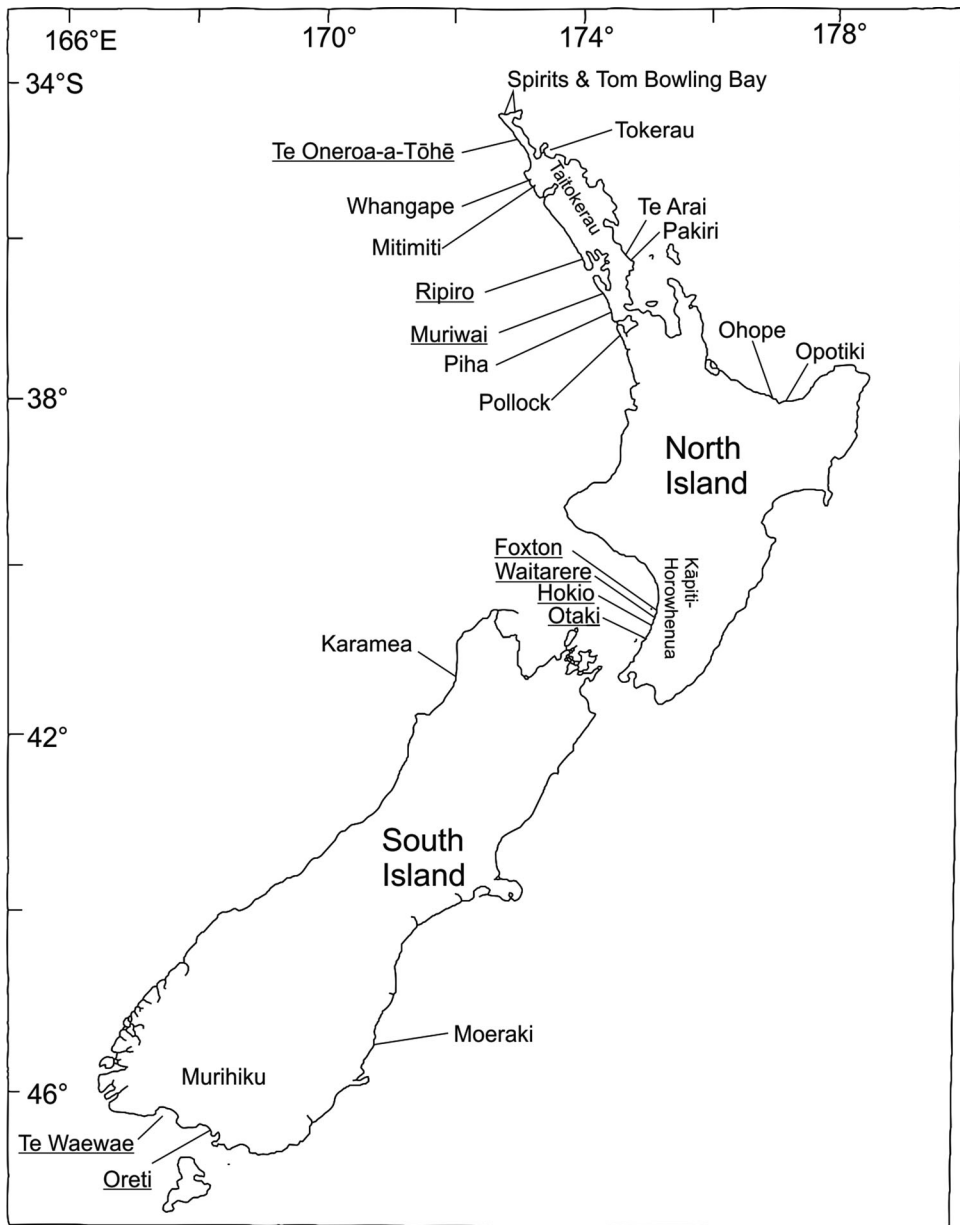 166°E
170°
174°
178°
34°S
Spirits & Tom Bowling Bay
Tokerau
Te Oneroa-a-Tōhē
Taitokerau
Whangape
Te Arai
Pakiri
Mitimiti
Ripiro
Muriwai
Ohope
Piha
Opotiki
38°
Pollock
North
Island
Foxton
Waitarere
Hokio
Otaki
Kāpiti-
Horowhenua
Karamea
42°
South
Island
Moeraki
Murihiku
46°
Te Waewae
Oreti